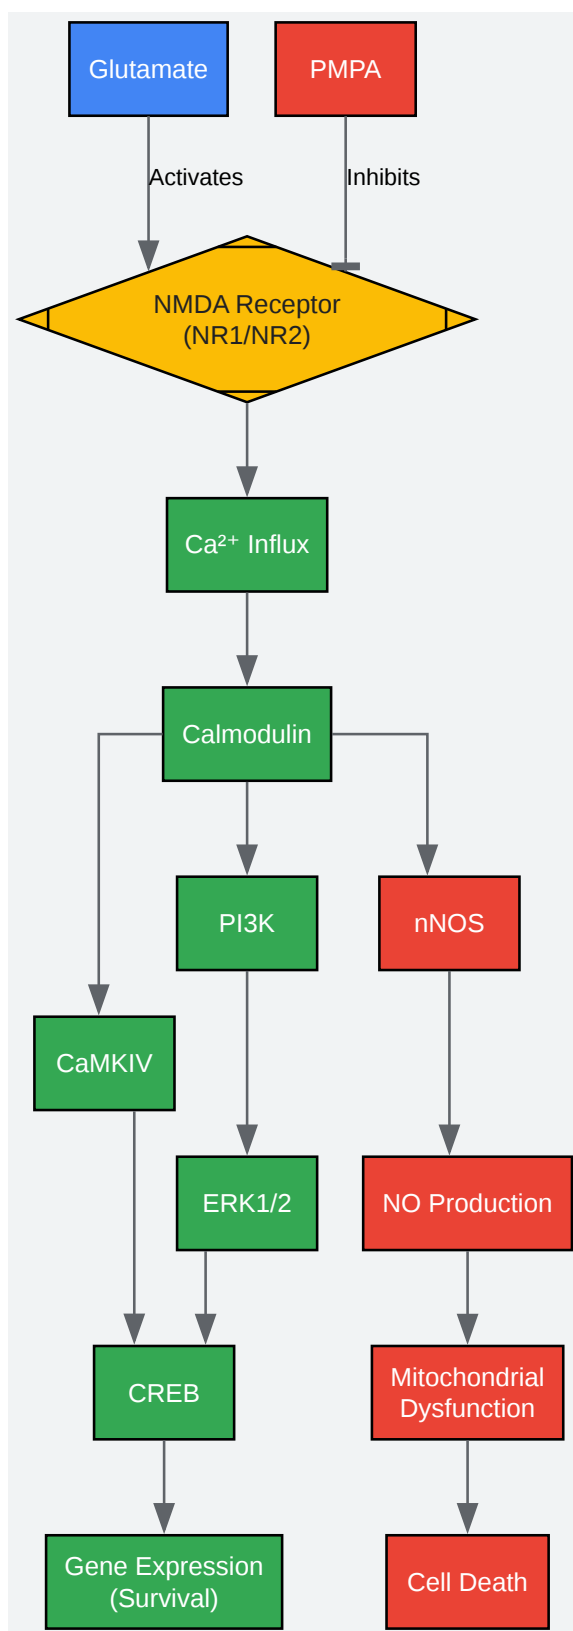 Glutamate
PMPA
Activates
Inhibits
NMDA Receptor
(NR1/NR2)
Ca²⁺ Influx
Calmodulin
PI3K
nNOS
CaMKIV
ERK1/2
NO Production
CREB
Mitochondrial
Dysfunction
Gene Expression
(Survival)
Cell Death